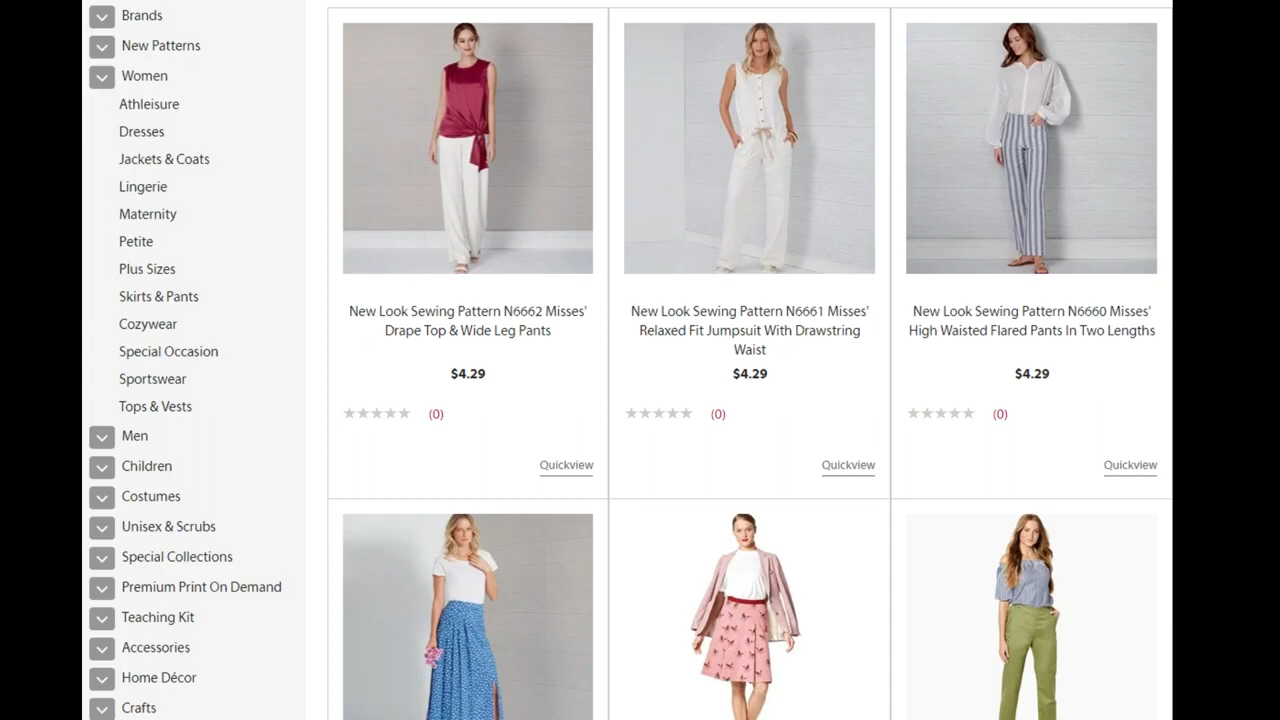 Brands
New Patterns
Women
Athleisure
Dresses
Jackets & Coats
Lingerie
Maternity
Petite
Plus Sizes
Skirts & Pants
Cozywear
Special Occasion
Sportswear
Tops & Vests
Men
Children
Costumes
Unisex & Scrubs
Special Collections
Premium Print On Demand
Teaching Kit
Accessories
Home Décor
Crafts
New Look Sewing Pattern N6662 Misses'
Drape Top & Wide Leg Pants
$4.29
(0)
Quickview
New Look Sewing Pattern N6661 Misses'
Relaxed Fit Jumpsuit With Drawstring
Waist
$4.29
(0)
Quickview
New Look Sewing Pattern N6660 Misses'
High Waisted Flared Pants In Two Lengths
$4.29
(0)
Quickview